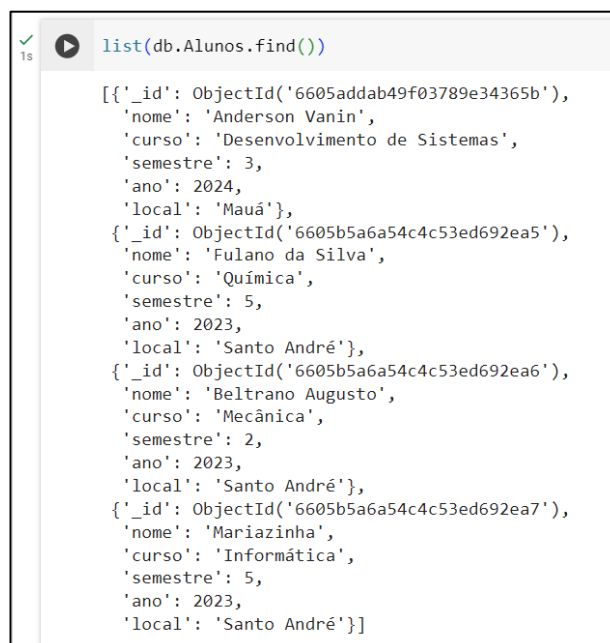 list(db.Alunos.find())
1s
[{'_id': ObjectId('6605addab49f03789e34365b'),
'nome': 'Anderson Vanin',
'curso': 'Desenvolvimento de Sistemas',
'semestre': 3,
'ano': 2024,
'local': 'Mauá'},
{'_id': ObjectId('6605b5a6a54c4c53ed692ea5'),
'nome': 'Fulano da Silva',
'curso': 'Química',
'semestre': 5,
'ano': 2023,
'local': 'Santo André'},
{'_id': ObjectId('6605b5a6a54c4c53ed692ea6'),
'nome': 'Beltrano Augusto',
'curso': 'Mecânica',
'semestre': 2,
'ano': 2023,
'local': 'Santo André'},
{'_id': ObjectId('6605b5a6a54c4c53ed692ea7'),
'nome': 'Mariazinha',
'curso': 'Informática',
'semestre': 5,
'ano': 2023,
'local': 'Santo André'}]